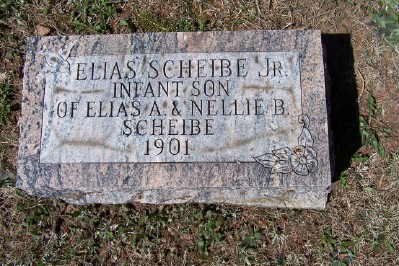 ELIAS SCHEIBE JR.
INFANT SON
OF ELIAS A. & NELLIE B.
SCHEIBE
1901